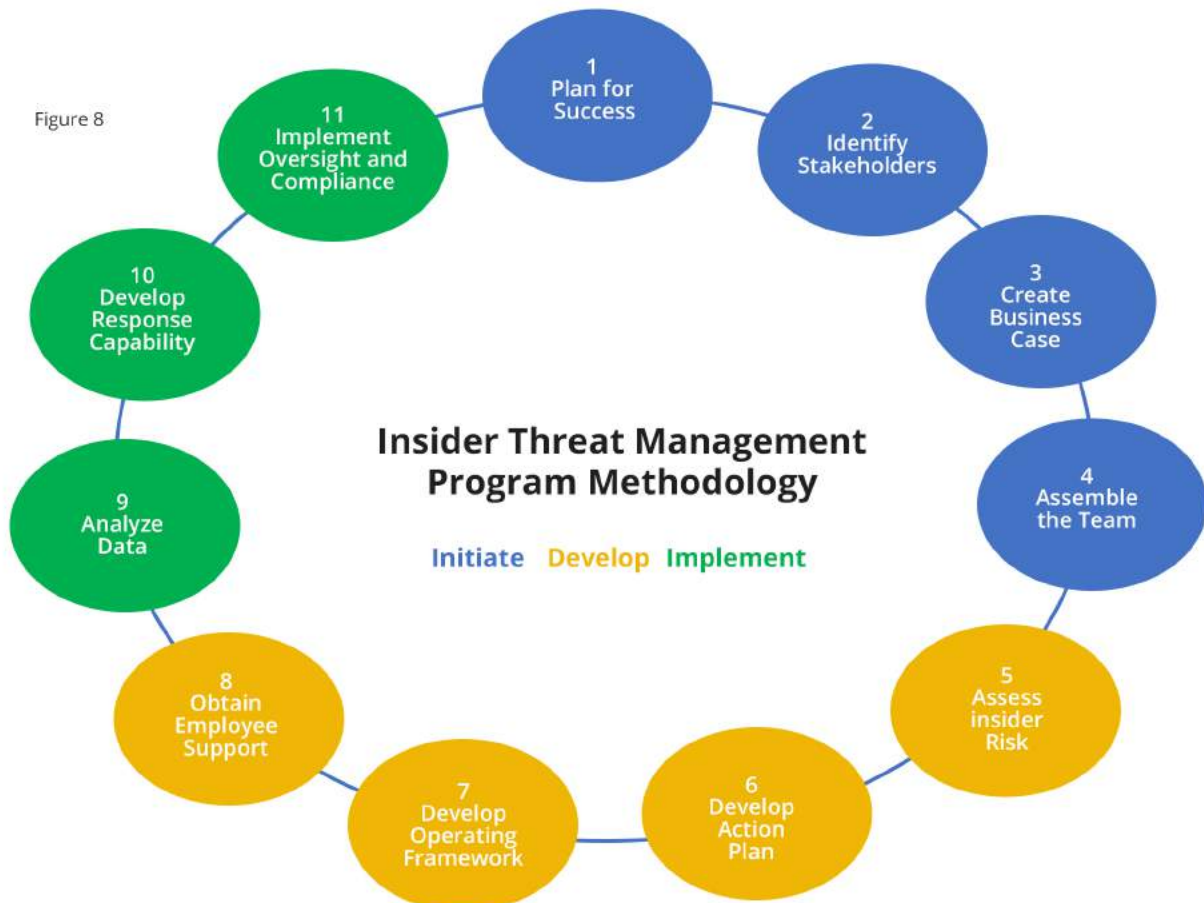 Figure 8
1
Plan for
Success
2
Identify
Stakeholders
3
Create
Business
Case
4
Assemble
the Team
5
Assess
insider
Risk
6
Develop
Action
Plan
7
Develop
Operating
Framework
8
Obtain
Employee
Support
9
Analyze
Data
10
Develop
Response
Capability
11
Implement
Oversight and
Compliance
Insider Threat Management
Program Methodology
Initiate Develop Implement